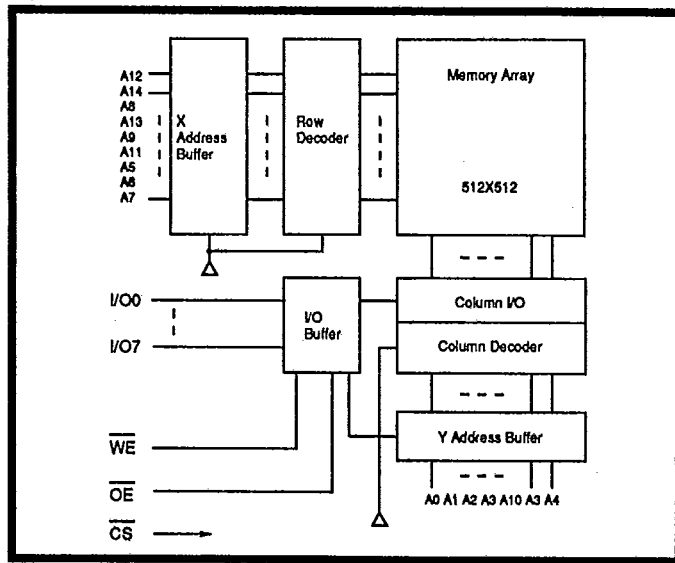 A12
A14
A8
A13
A9
A11
A5
A6
A7
X
Address
Buffer
Row
Decoder
Memory Array
512X512
I/O0
I/O7
I/O
Buffer
Column I/O
Column Decoder
Y Address Buffer
WE
OE
CS
A0 A1 A2 A3 A10 A3 A4